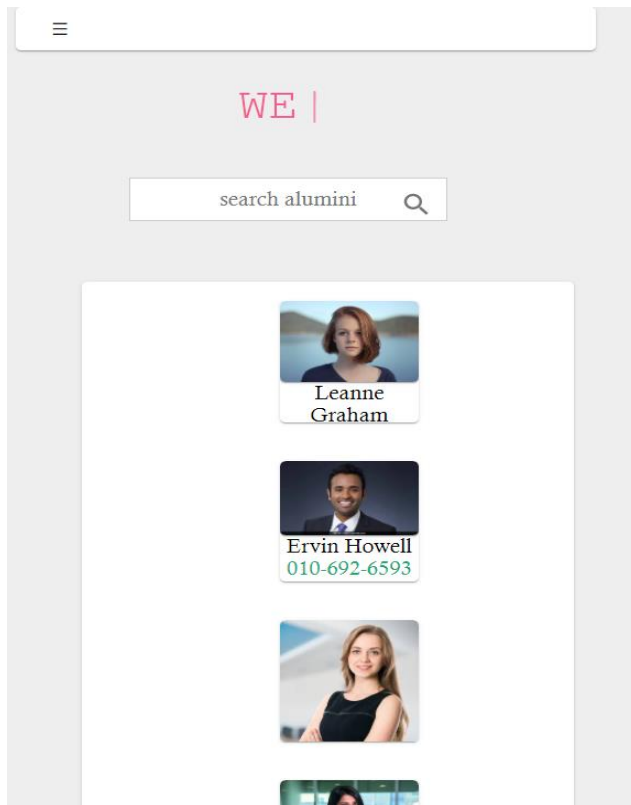 WE |
search alumini
Leanne
Graham
Ervin Howell
010-692-6593